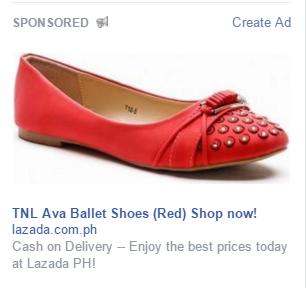 SPONSORED Create Ad
TNL Ava Ballet Shoes (Red) Shop now!
lazada.com.ph
Cash on Delivery -- Enjoy the best prices today
at Lazada PH!